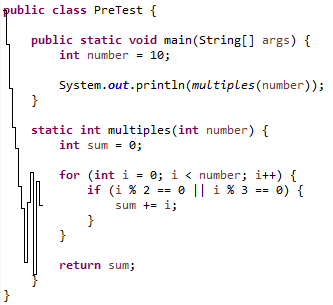 public class PreTest {
public static void main(String[] args) {
int number = 10;
System.out.println(multiples(number));
}
static int multiples(int number) {
int sum = 0;
for (int i = 0; i < number; i++) {
if (i % 2 == 0 || i % 3 == 0) {
sum += i;
}
}
return sum;
}
}